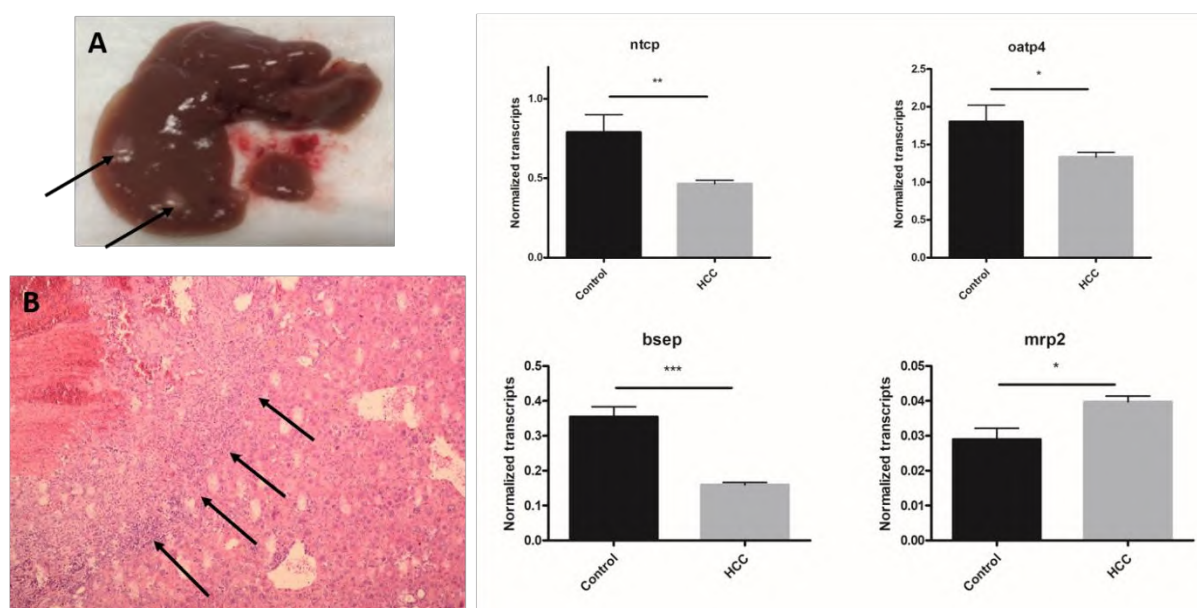 A
B
ntcp
**
Normalized transcripts
1.0
0.5
0.0
Control
HCC
oatp4
*
Normalized transcripts
2.5
2.0
1.5
1.0
0.5
0.0
Control
HCC
bsep
***
Normalized transcripts
0.5
0.4
0.3
0.2
0.1
0.0
Control
HCC
mrp2
*
Normalized transcripts
0.05
0.04
0.03
0.02
0.01
0.00
Control
HCC